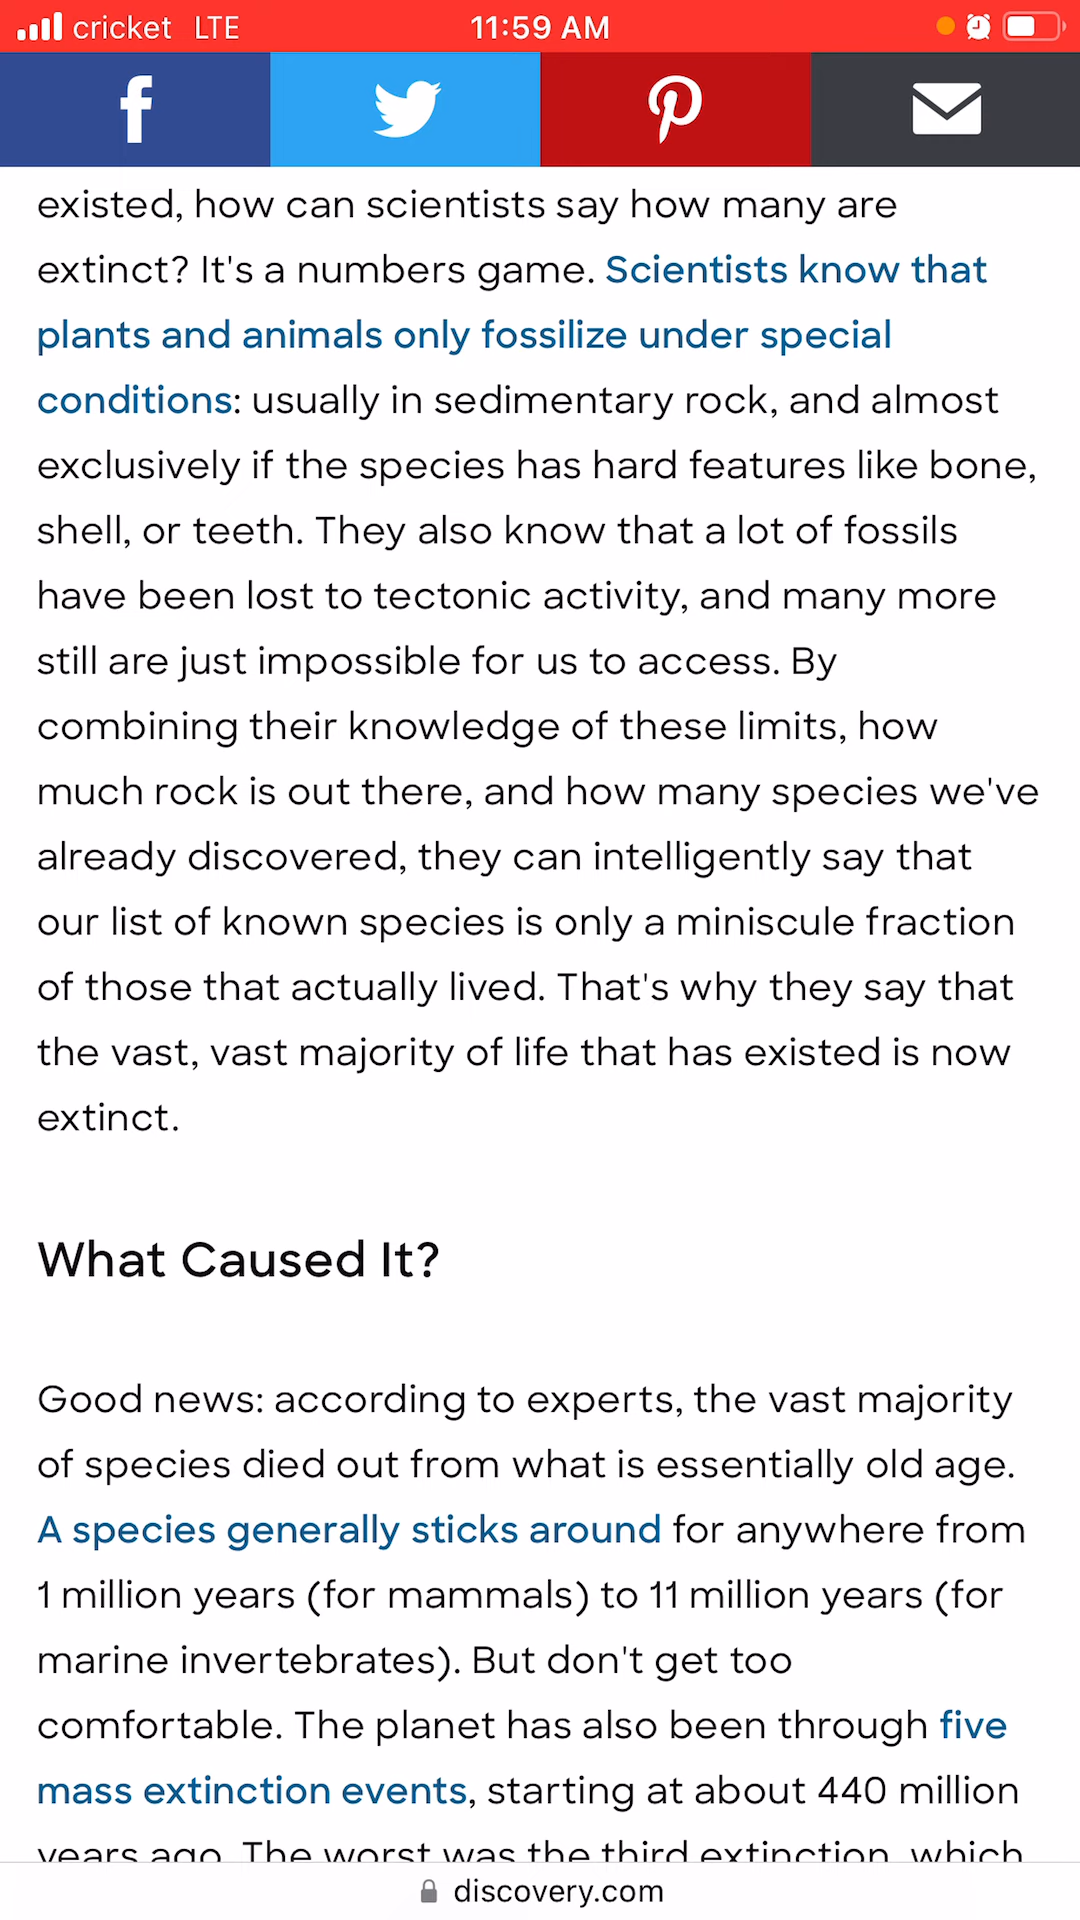 cricket LTE 11:59 AM
existed, how can scientists say how many are
extinct? It's a numbers game. Scientists know that
plants and animals only fossilize under special
conditions: usually in sedimentary rock, and almost
exclusively if the species has hard features like bone,
shell, or teeth. They also know that a lot of fossils
have been lost to tectonic activity, and many more
still are just impossible for us to access. By
combining their knowledge of these limits, how
much rock is out there, and how many species we've
already discovered, they can intelligently say that
our list of known species is only a miniscule fraction
of those that actually lived. That's why they say that
the vast, vast majority of life that has existed is now
extinct.
What Caused It?
Good news: according to experts, the vast majority
of species died out from what is essentially old age.
A species generally sticks around for anywhere from
1 million years (for mammals) to 11 million years (for
marine invertebrates). But don't get too
comfortable. The planet has also been through five
mass extinction events, starting at about 440 million
years ago. The worst was the third extinction, which
discovery.com